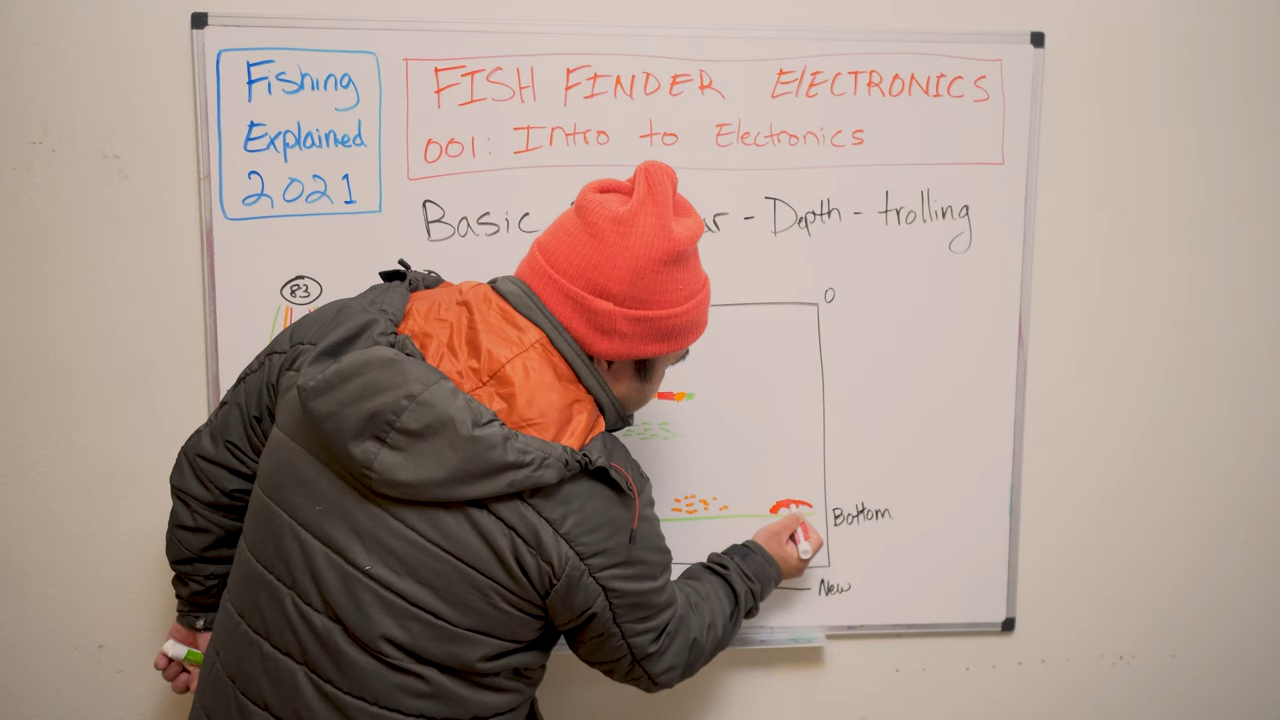 Fishing
Explained
2021
FISH FINDER ElECTRONICS
001: Intro to Electronics
Basic - Depth - trolling
83
0
Bottom
New